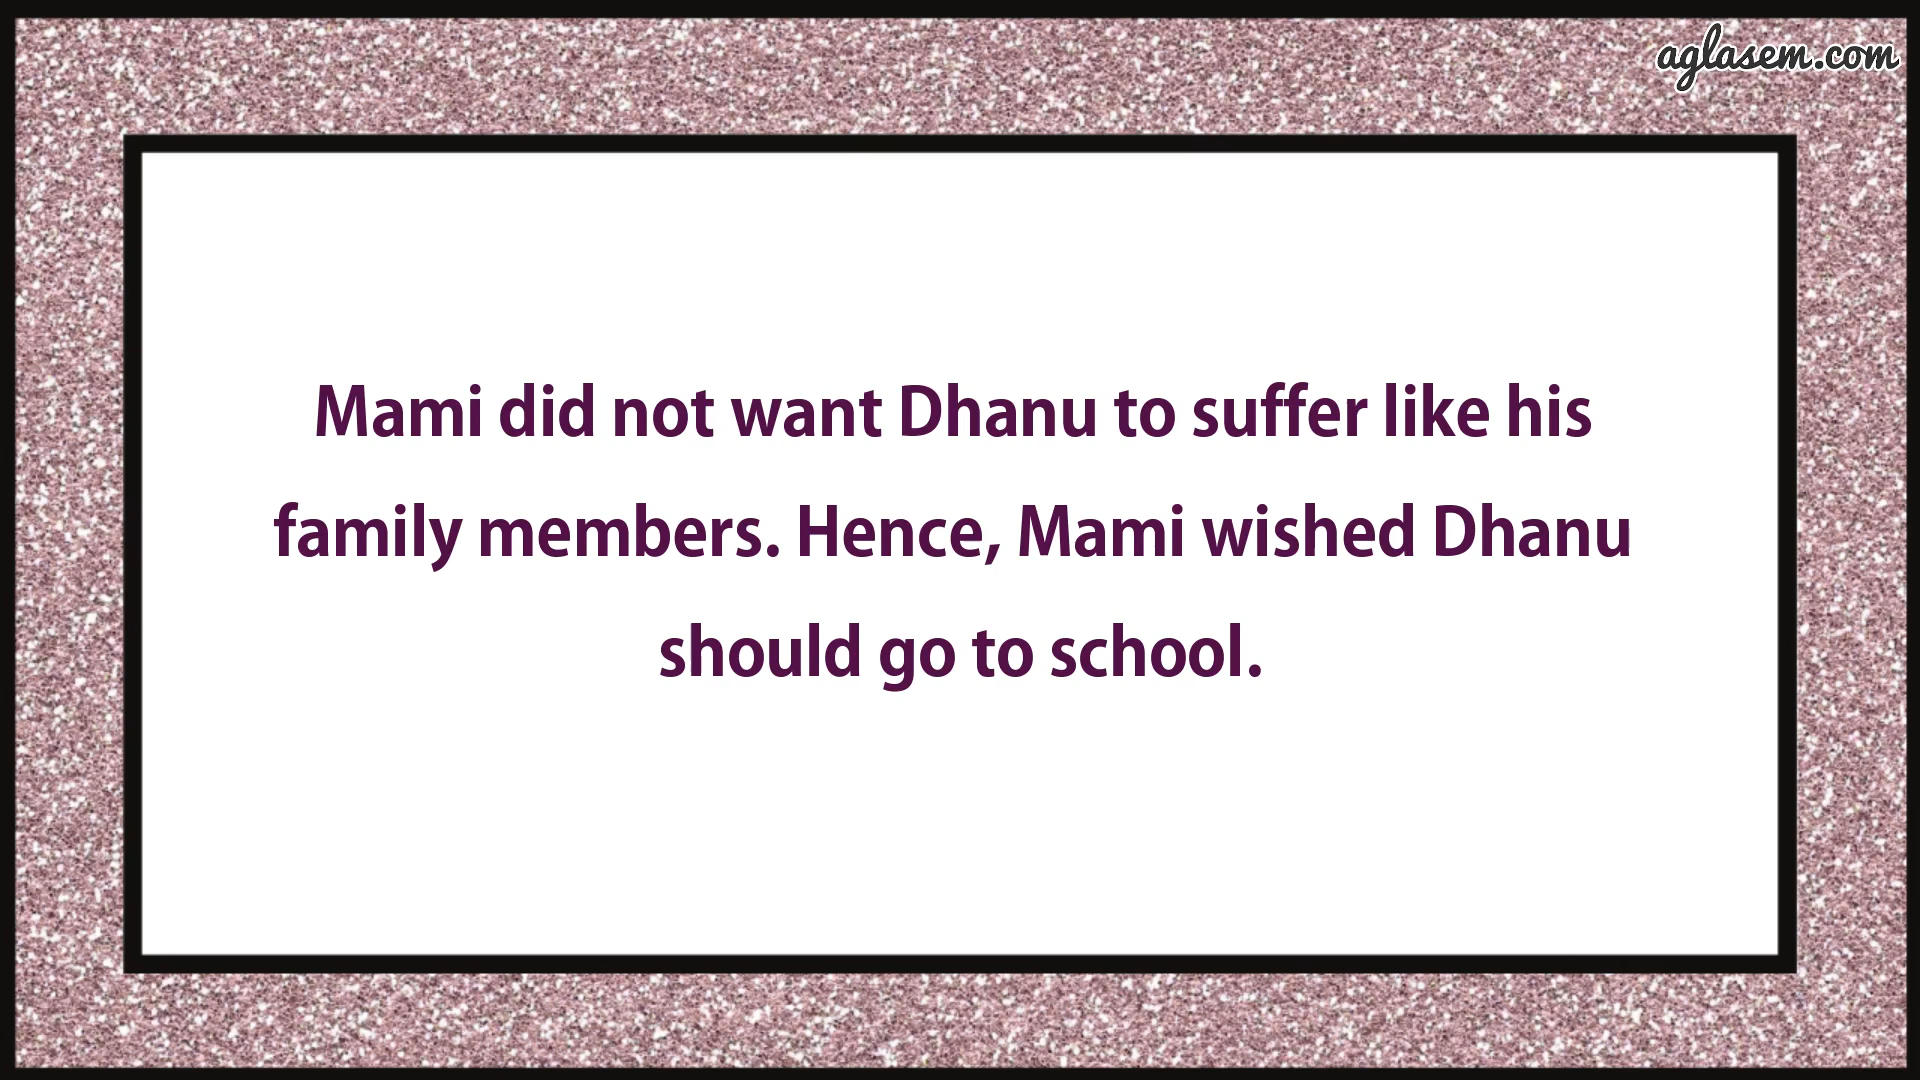 aglasem.com
Mami did not want Dhanu to suffer like his
family members. Hence, Mami wished Dhanu
should go to school.